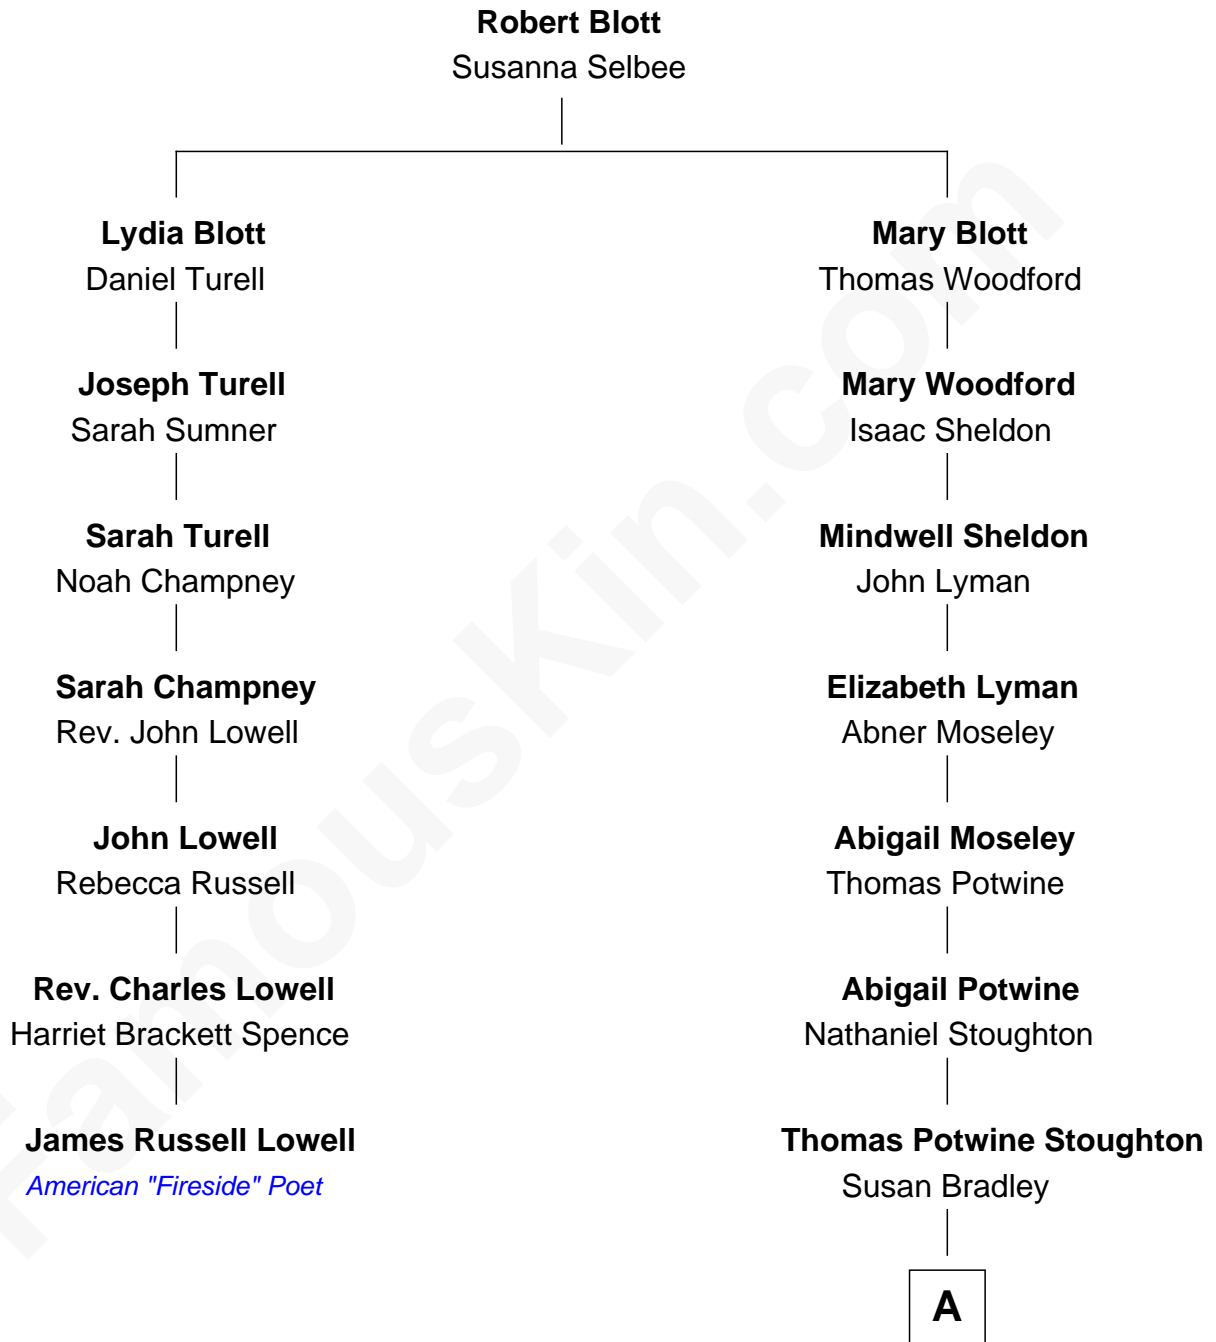 Robert Blott
Susanna Selbee
Lydia Blott
Daniel Turell
Mary Blott
Thomas Woodford
Joseph Turell
Sarah Sumner
Mary Woodford
Isaac Sheldon
Sarah Turell
Noah Champney
Mindwell Sheldon
John Lyman
Sarah Champney
Rev. John Lowell
Elizabeth Lyman
Abner Moseley
John Lowell
Rebecca Russell
Abigail Moseley
Thomas Potwine
Rev. Charles Lowell
Harriet Brackett Spence
Abigail Potwine
Nathaniel Stoughton
James Russell Lowell
American "Fireside" Poet
Thomas Potwine Stoughton
Susan Bradley
A
FamousKin.com